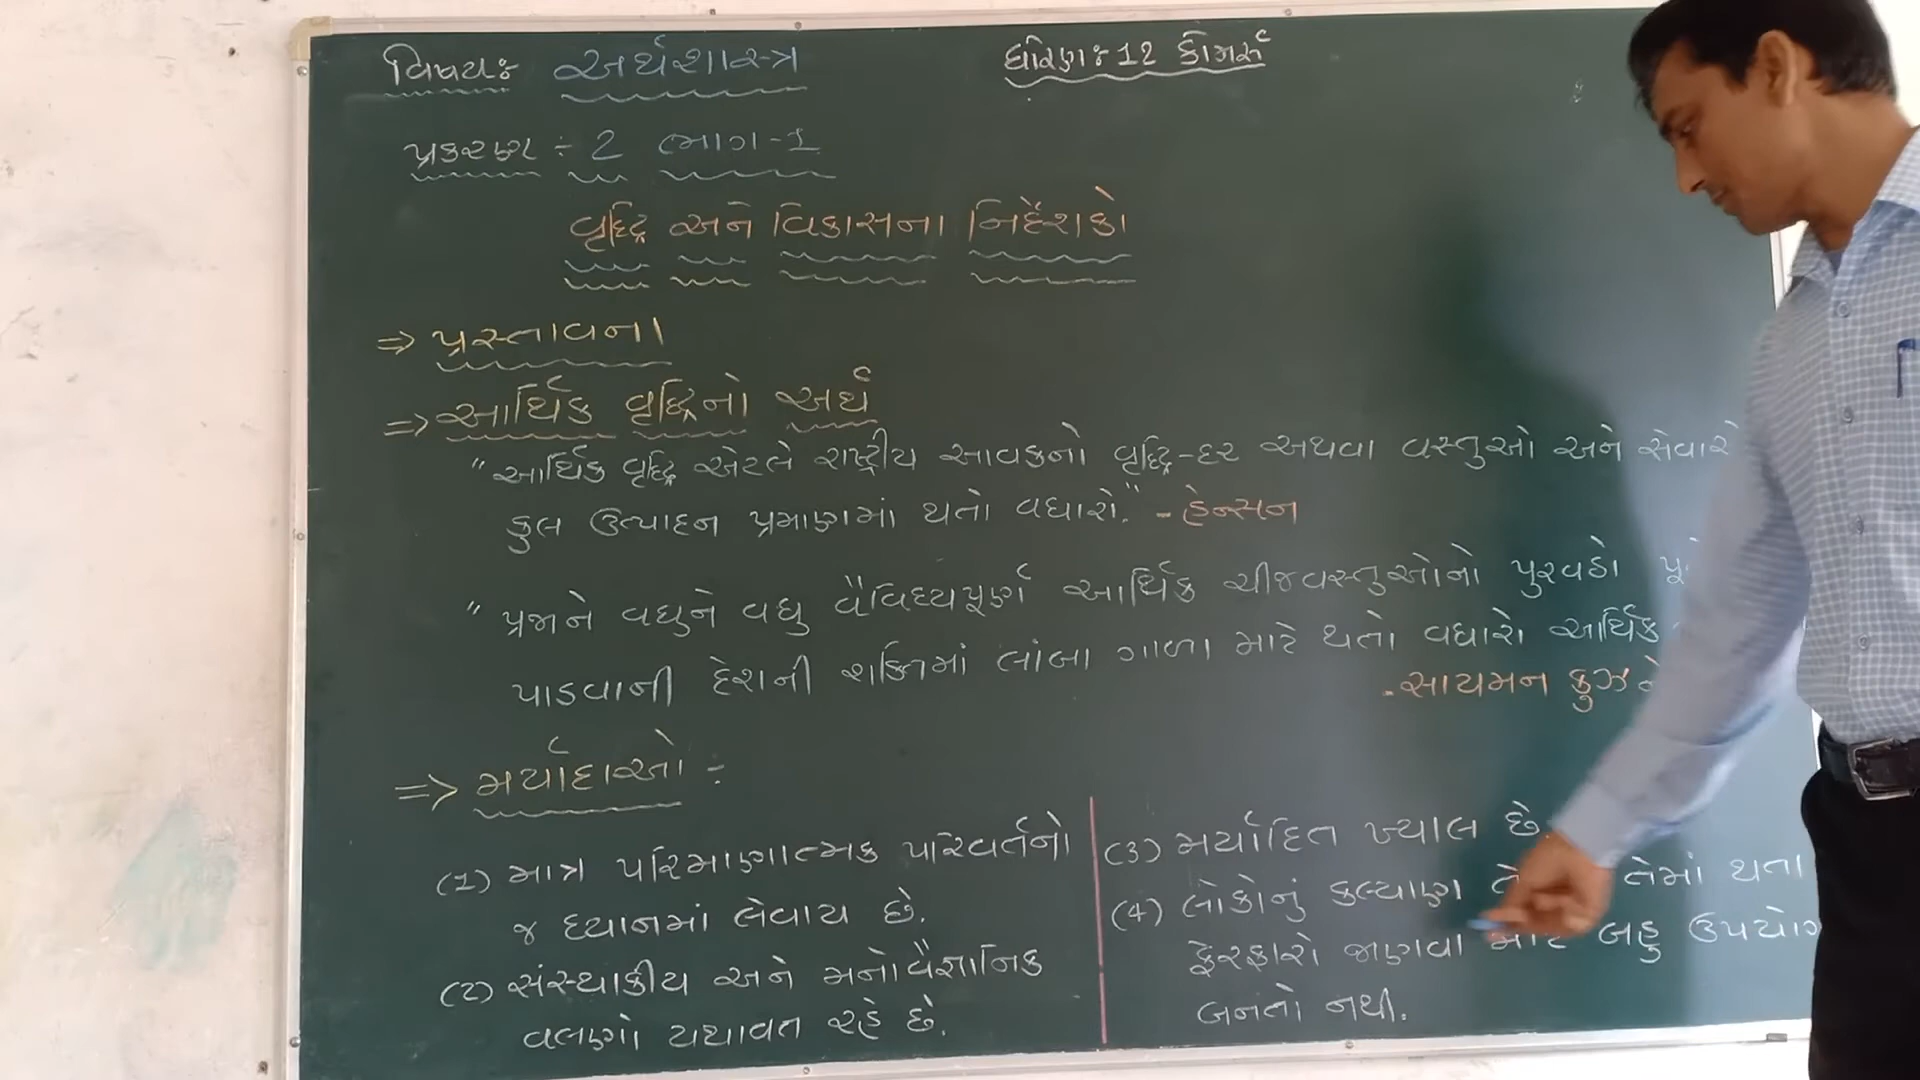 વિષયઃ અર્થશાસ્ત્ર
ધોરણઃ 12 કોમર્સ
પ્રકરણ ÷ 2 ભાગ-1
વૃદ્ધિ અને વિકાસના નિર્દેશકો
⇒ પ્રસ્તાવના
⇒ આર્થિક વૃદ્ધિનો અર્થ
"આર્થિક વૃદ્ધિ એટલે રાષ્ટ્રીય આવકનો વૃદ્ધિ-દર અથવા વસ્તુઓ અને
કુલ ઉત્પાદન પ્રમાણમાં થતો વધારો." - હેન્સન
" પ્રજાને વધુને વધુ વૈવિધ્યપૂર્ણ આર્થિક ચીજવસ્તુઓનો પુરવઠો
પાડવાની દેશની શક્તિમાં લાંબા ગાળા માટે થતો વધારો આર્થિક
- સાયમન
⇒ મર્યાદાઓ ÷
(1) માત્ર પરિમાણાત્મક પરિવર્તનો
જ ધ્યાનમાં લેવાય છે.
(2) સંસ્થાકીય અને મનોવૈજ્ઞાનિક
વલણો યથાવત રહે છે.
(3) મર્યાદિત ખ્યાલ છે.
(4) લોકોનું કલ્યાણ તેમાં થતા
ફેરફારો જાણવા માટે બહુ
બનતો નથી.